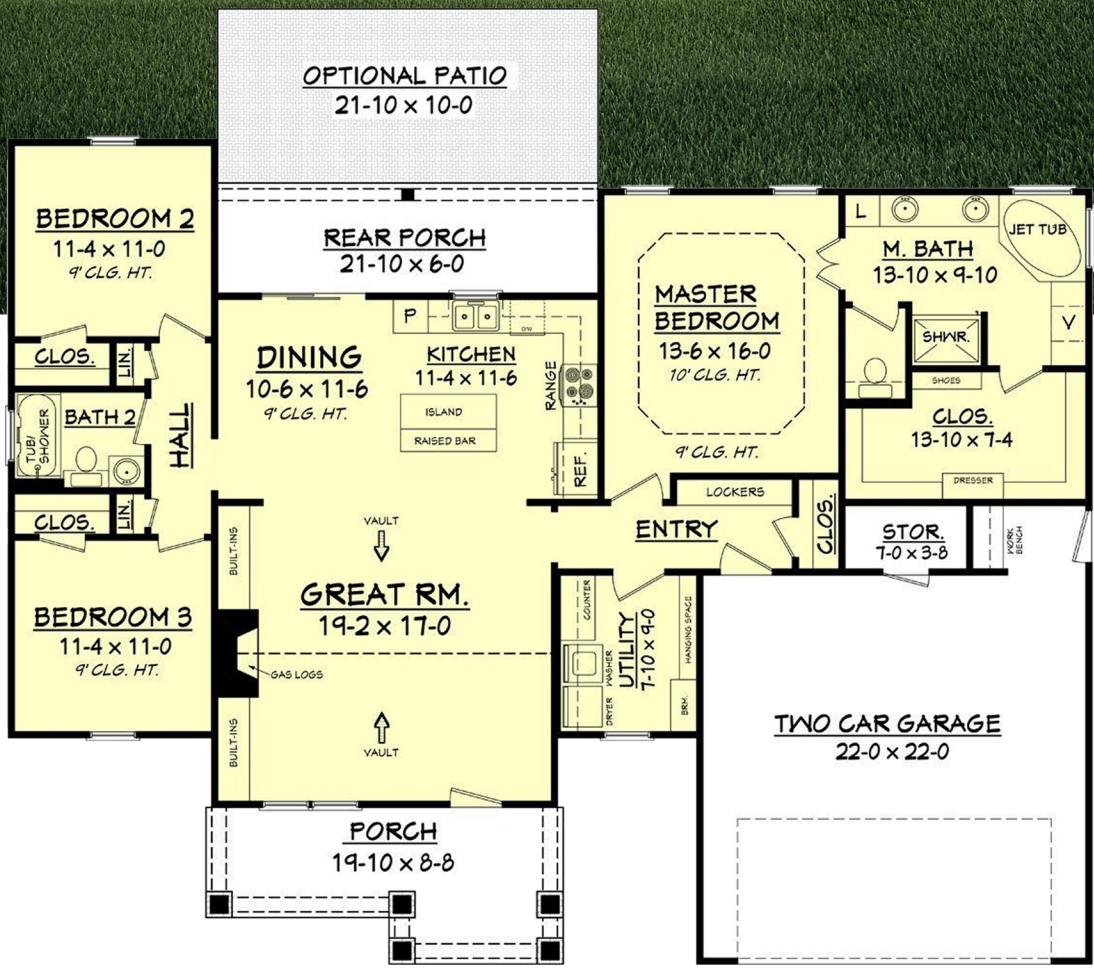 OPTIONAL PATIO
21-10 x 10-0
BEDROOM 2
11-4 x 11-0
9' CLG. HT.
REAR PORCH
21-10 x 6-0
MASTER
BEDROOM
13-6 x 16-0
10' CLG. HT.
9' CLG. HT.
L
JET TUB
M. BATH
13-10 x 9-10
V
SHWR.
SHOES
CLOS.
13-10 x 7-4
DRESSER
P
D/W
DINING
10-6 x 11-6
9' CLG. HT.
KITCHEN
11-4 x 11-6
RANGE
ISLAND
RAISED BAR
REF.
CLOS.
LIN.
TUB/
SHOWER
BATH 2
HALL
CLOS.
LIN.
LOCKERS
ENTRY
CLOS.
STOR.
7-0 x 3-8
WORK
BENCH
BUILT-INS
VAULT
GREAT RM.
19-2 x 17-0
GAS LOGS
VAULT
BUILT-INS
BEDROOM 3
11-4 x 11-0
9' CLG. HT.
COUNTER
WASHER
DRYER
UTILITY
7-10 x 9-0
HANGING SPACE
BRM.
TWO CAR GARAGE
22-0 x 22-0
PORCH
19-10 x 8-8